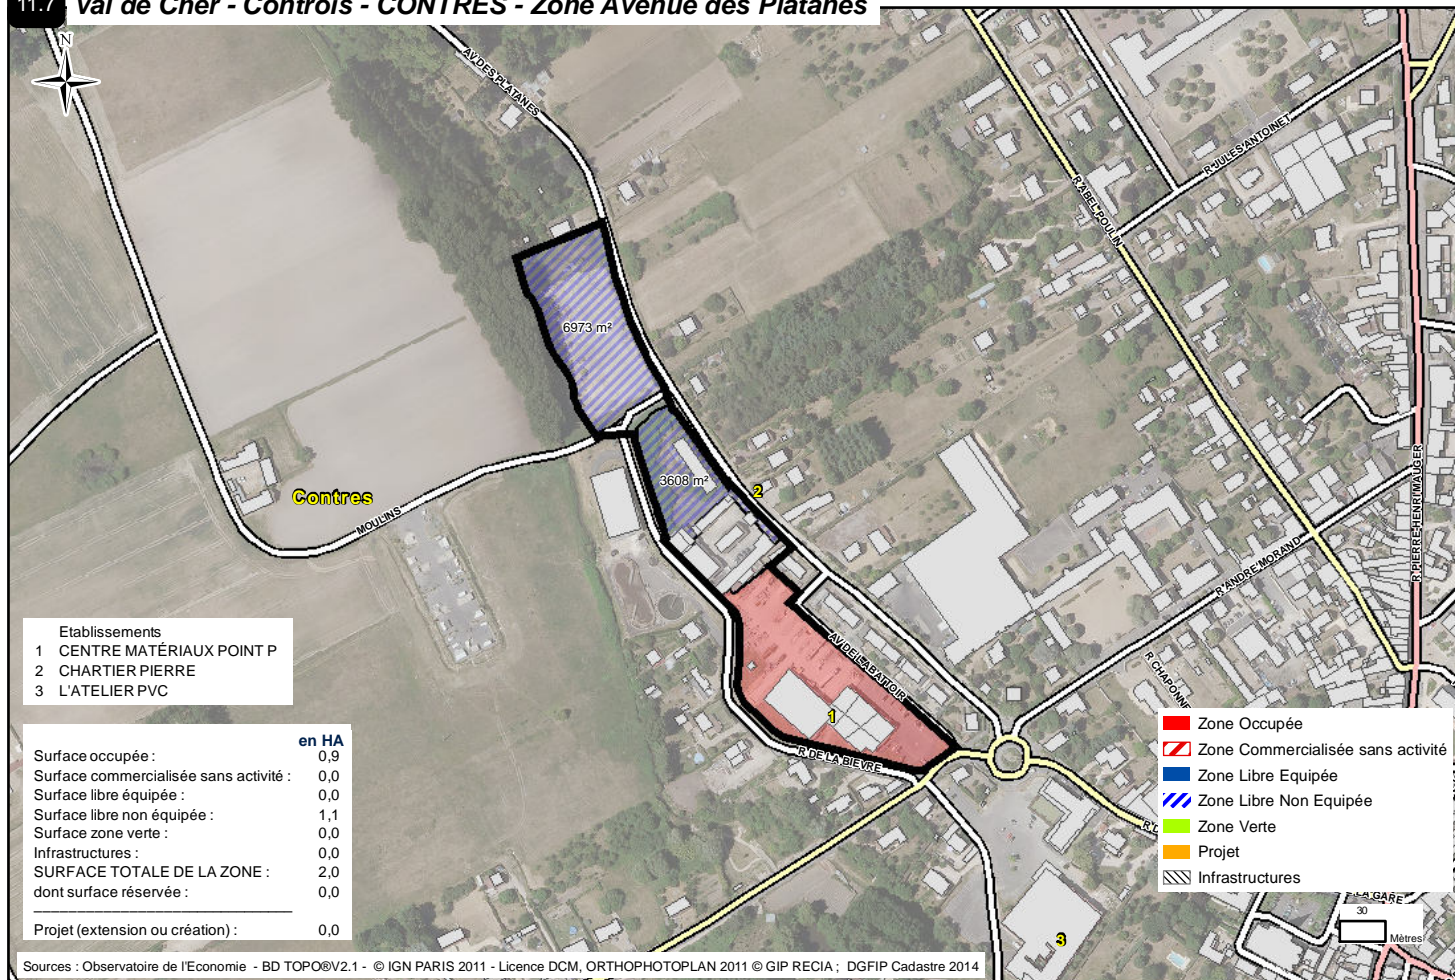 11.7 Val de Cher - Controis - CONTRES - Zone Avenue des Platanes
N
AV DES PLATANES
R JULES ANTOINET
R ABEL POULIN
6973 m²
3608 m²
2
Contres
MOULINS
R PIERRE-HENRI MAUGER
R ANDRE MORAND
AV DE L ABATTOIR
1
R DE LA BIEVRE
3
Etablissements
1 CENTRE MATÉRIAUX POINT P
2 CHARTIER PIERRE
3 L'ATELIER PVC
en HA
Surface occupée : 0,9
Surface commercialisée sans activité : 0,0
Surface libre équipée : 0,0
Surface libre non équipée : 1,1
Surface zone verte : 0,0
Infrastructures : 0,0
SURFACE TOTALE DE LA ZONE : 2,0
dont surface réservée : 0,0
Projet (extension ou création) : 0,0
Zone Occupée
Zone Commercialisée sans activité
Zone Libre Equipée
Zone Libre Non Equipée
Zone Verte
Projet
Infrastructures
LA GARE
30
Mètres
Sources : Observatoire de l'Economie - BD TOPO®V2.1 - © IGN PARIS 2011 - Licence DCM, ORTHOPHOTOPLAN 2011 © GIP RECIA ; DGFIP Cadastre 2014